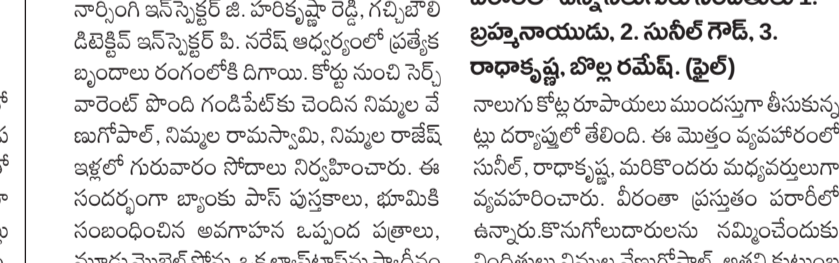 నార్సింగి ఇన్‌స్పెక్టర్ జి. హరికృష్ణా రెడ్డి, గచ్చిబౌలి
డిటెక్టివ్ ఇన్‌స్పెక్టర్ పి. నరేష్ ఆధ్వర్యంలో ప్రత్యేక
బృందాలు రంగంలోకి దిగాయి. కోర్టు నుంచి సెర్చ్
వారెంట్ పొంది గండిపేట్‌కు చెందిన నిమ్మల వే
ణుగోపాల్, నిమ్మల రామస్వామి, నిమ్మల రాజేష్
ఇళ్లలో గురువారం సోదాలు నిర్వహించారు. ఈ
సందర్భంగా బ్యాంకు పాస్ పుస్తకాలు, భూమికి
సంబంధించిన అవగాహన ఒప్పంద పత్రాలు,
బ్రహ్మనాయుడు, 2. సునీల్ గౌడ్, 3.
రాధాకృష్ణ, బొల్ల రమేష్. (ఫైల్)
నాలుగు కోట్ల రూపాయలు ముందస్తుగా తీసుకున్న
ట్లు దర్యాప్తులో తేలింది. ఈ మొత్తం వ్యవహారంలో
సునీల్, రాధాకృష్ణ, మరికొందరు మధ్యవర్తులుగా
వ్యవహరించారు. వీరంతా ప్రస్తుతం పరారీలో
ఉన్నారు.కొనుగోలుదారులను నమ్మించేందుకు